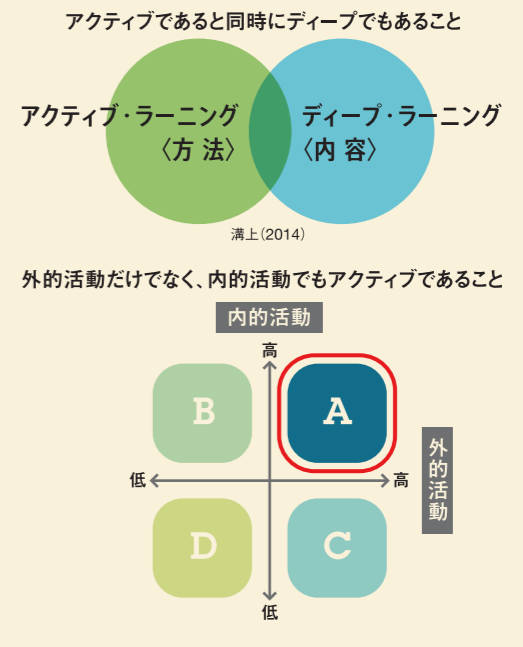 アクティブであると同時にディープでもあること
アクティブ・ラーニング
〈方 法〉
ディープ・ラーニング
〈内 容〉
溝上（2014）
外的活動だけでなく、内的活動でもアクティブであること
内的活動
高
B
A
外的活動
低
高
D
C
低